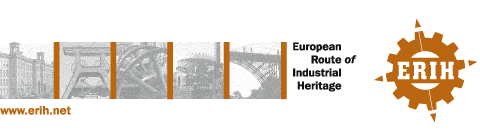 European
Route of
Industrial
Heritage
ERIH
www.erih.net